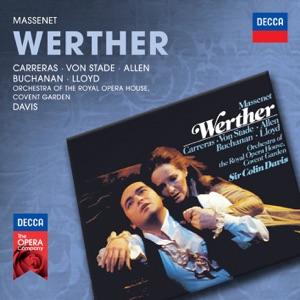 MASSENET
WERTHER
CARRERAS · VON STADE · ALLEN
BUCHANAN · LLOYD
ORCHESTRA OF THE ROYAL OPERA HOUSE,
COVENT GARDEN
DAVIS
DECCA
Massenet
Werther
Carreras · Von Stade · Allen
Buchanan · Lloyd
Orchestra of
the Royal Opera House,
Covent Garden
Sir Colin Davis
DECCA
The
OPERA
Company